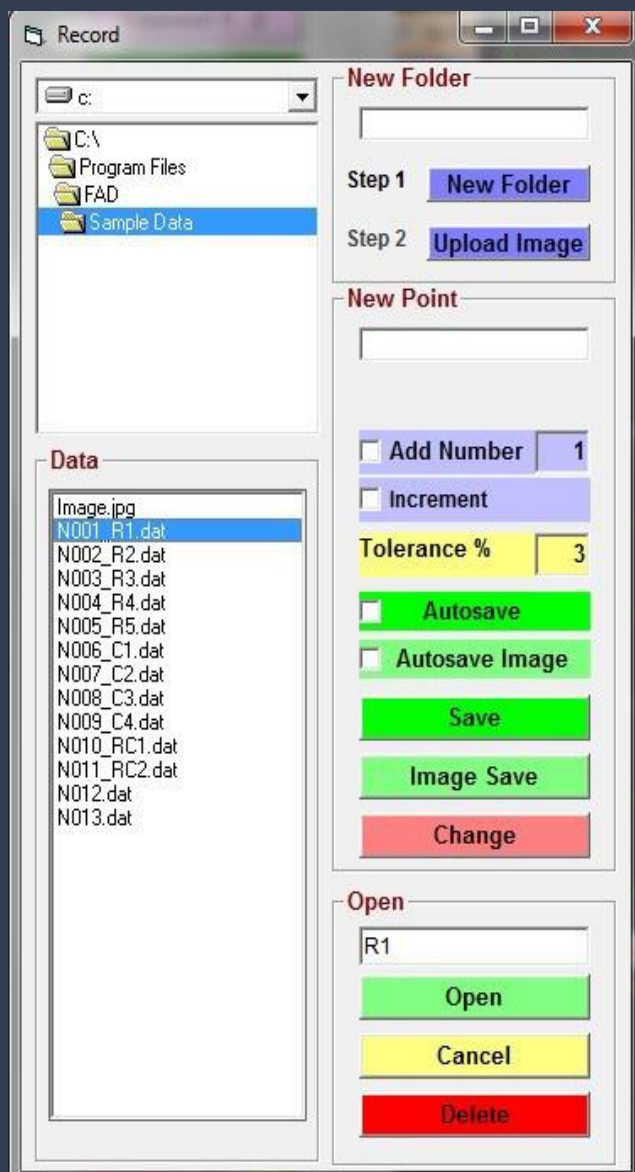 Record
c:
C:\
Program Files
FAD
Sample Data
Data
Image.jpg
N001_R1.dat
N002_R2.dat
N003_R3.dat
N004_R4.dat
N005_R5.dat
N006_C1.dat
N007_C2.dat
N008_C3.dat
N009_C4.dat
N010_RC1.dat
N011_RC2.dat
N012.dat
N013.dat
New Folder
Step 1 New Folder
Step 2 Upload Image
New Point
Add Number 1
Increment
Tolerance % 3
Autosave
Autosave Image
Save
Image Save
Change
Open
R1
Open
Cancel
Delete